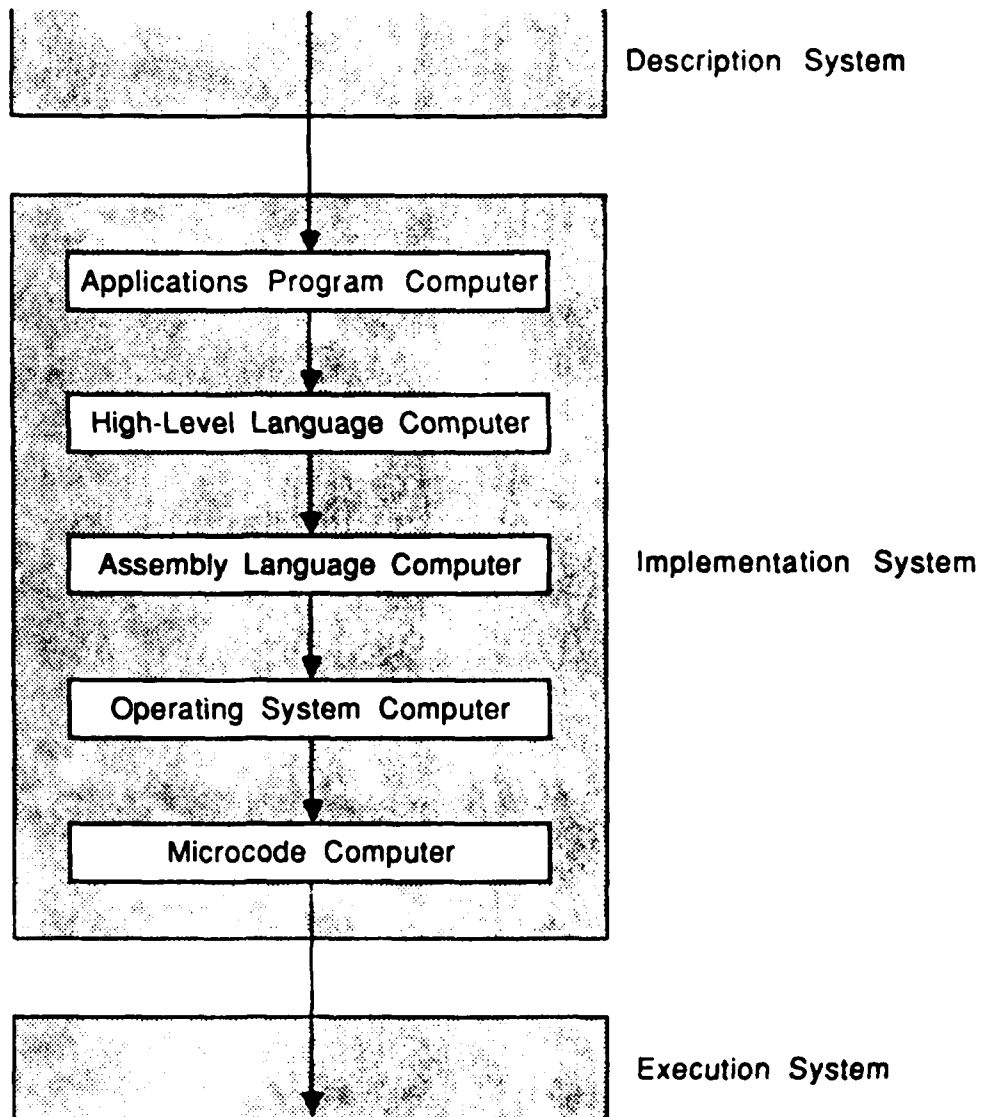 Description System
Applications Program Computer
High-Level Language Computer
Assembly Language Computer
Implementation System
Operating System Computer
Microcode Computer
Execution System